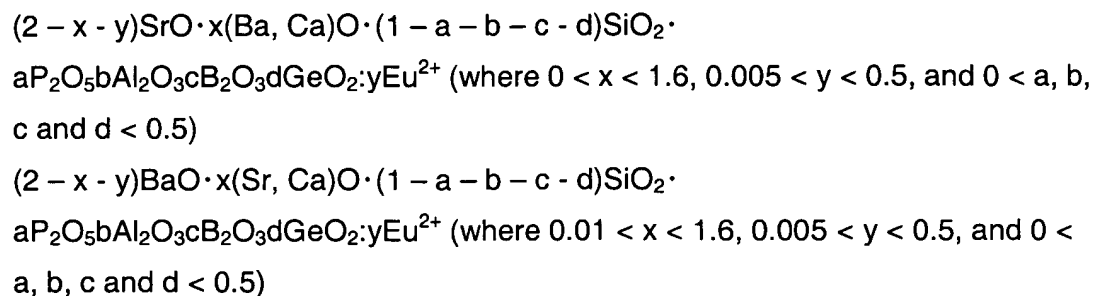 (2 – x - y)SrO·x(Ba, Ca)O·(1 – a – b – c - d)SiO₂·
aP₂O₅bAl₂O₃cB₂O₃dGeO₂:yEu²⁺ (where 0 < x < 1.6, 0.005 < y < 0.5, and 0 < a, b,
c and d < 0.5)
(2 – x - y)BaO·x(Sr, Ca)O·(1 – a – b – c - d)SiO₂·
aP₂O₅bAl₂O₃cB₂O₃dGeO₂:yEu²⁺ (where 0.01 < x < 1.6, 0.005 < y < 0.5, and 0 <
a, b, c and d < 0.5)